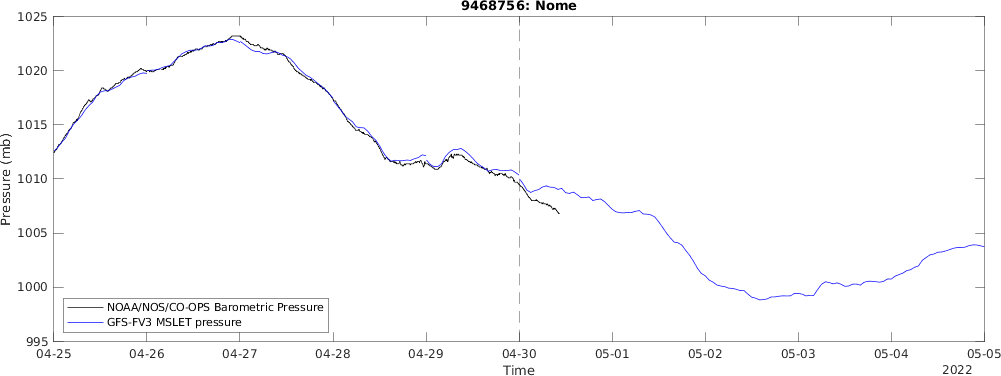 9468756: Nome
1025
1020
1015
1010
1005
1000
995
Pressure (mb)
NOAA/NOS/CO-OPS Barometric Pressure
GFS-FV3 MSLET pressure
04-25 04-26 04-27 04-28 04-29 04-30 05-01 05-02 05-03 05-04 05-05
Time
2022